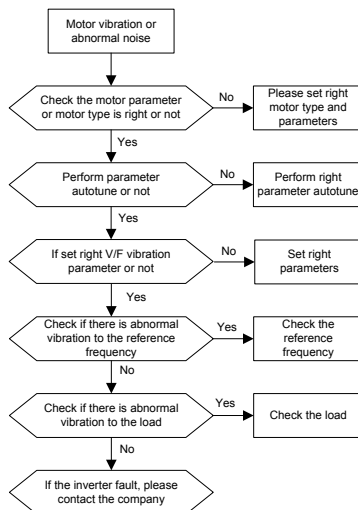 Motor vibration or
abnormal noise
Check the motor parameter
or motor type is right or not
No
Please set right
motor type and
parameters
Yes
Perform parameter
autotune or not
No
Perform right
parameter autotune
Yes
If set right V/F vibration
parameter or not
No
Set right
parameters
Yes
Check if there is abnormal
vibration to the reference
frequency
Yes
Check the
reference
frequency
No
Check if there is abnormal
vibration to the load
Yes
Check the load
No
If the inverter fault, please
contact the company